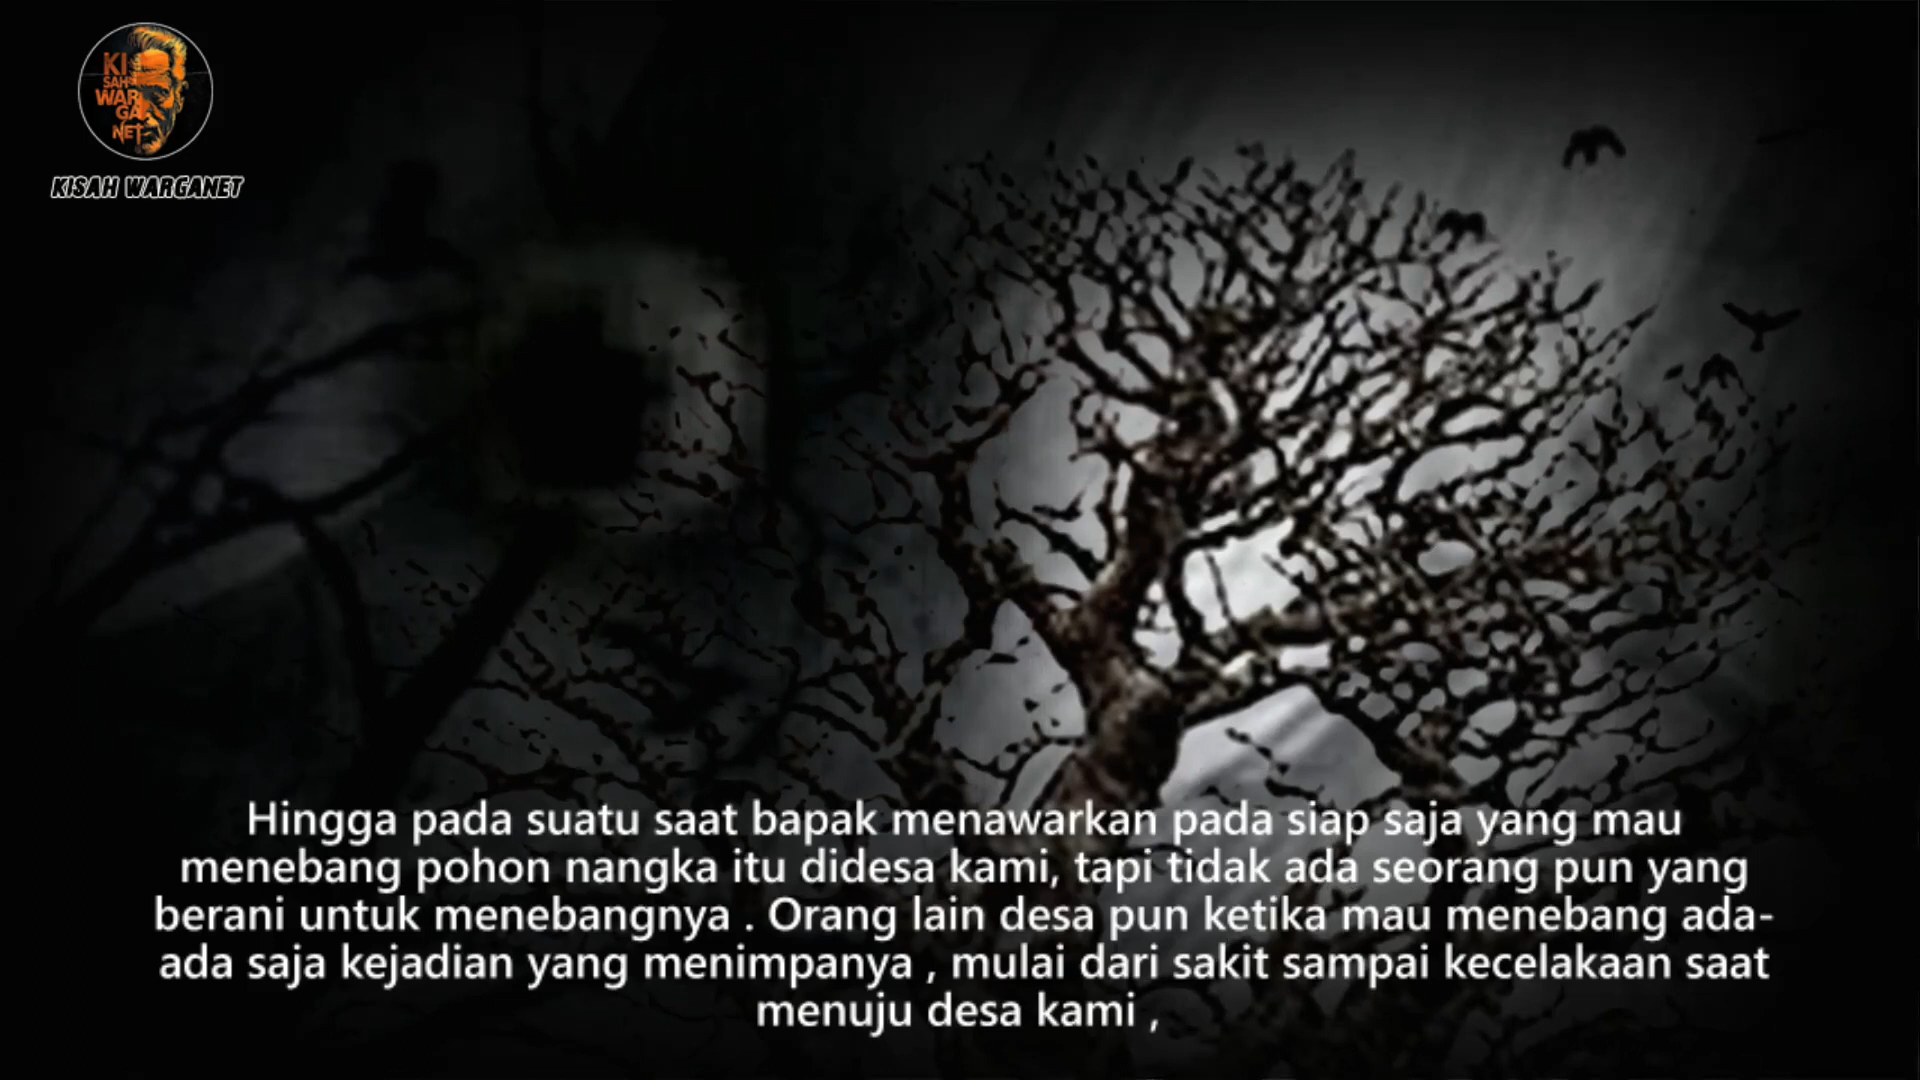 KI
SAH
WAR
GA
NET
KISAH WARGANET
Hingga pada suatu saat bapak menawarkan pada siap saja yang mau
menebang pohon nangka itu didesa kami, tapi tidak ada seorang pun yang
berani untuk menebangnya . Orang lain desa pun ketika mau menebang ada-
ada saja kejadian yang menimpanya , mulai dari sakit sampai kecelakaan saat
menuju desa kami ,